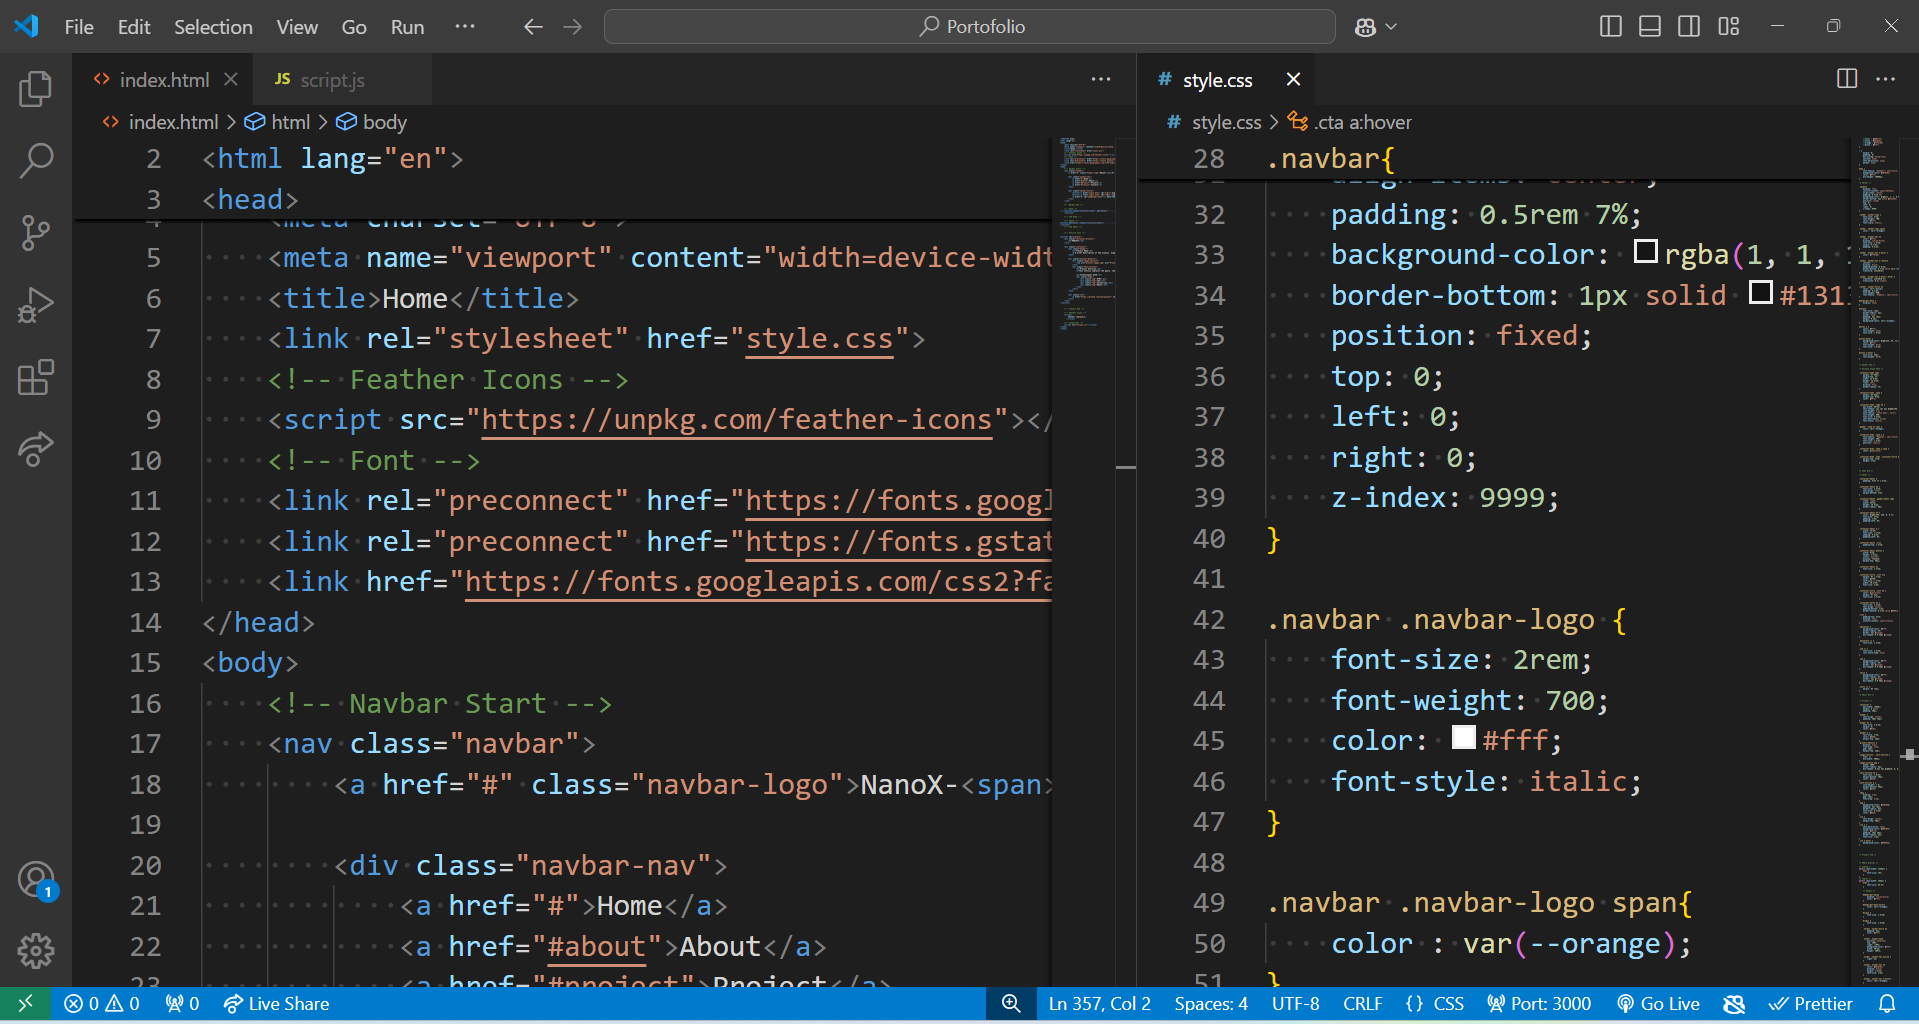 File Edit Selection View Go Run ··· Portofolio
index.html script.js ···
index.html > html > body
2 <html lang="en">
3 <head>
5 <meta name="viewport" content="width=device-widt
6 <title>Home</title>
7 <link rel="stylesheet" href="style.css">
8 <!-- Feather Icons -->
9 <script src="https://unpkg.com/feather-icons"></
10 <!-- Font -->
11 <link rel="preconnect" href="https://fonts.googl
12 <link rel="preconnect" href="https://fonts.gstat
13 <link href="https://fonts.googleapis.com/css2?fa
14 </head>
15 <body>
16 <!-- Navbar Start -->
17 <nav class="navbar">
18 <a href="#" class="navbar-logo">NanoX-<span>
19
20 <div class="navbar-nav">
21 <a href="#">Home</a>
22 <a href="#about">About</a>
23 <a href="#project">Project</a>
# style.css ···
# style.css > .cta a:hover
28 .navbar{
align-items: center;
32 padding: 0.5rem 7%;
33 background-color: rgba(1, 1,
34 border-bottom: 1px solid #131
35 position: fixed;
36 top: 0;
37 left: 0;
38 right: 0;
39 z-index: 9999;
40 }
41
42 .navbar .navbar-logo {
43 font-size: 2rem;
44 font-weight: 700;
45 color: #fff;
46 font-style: italic;
47 }
48
49 .navbar .navbar-logo span{
50 color : var(--orange);
51 }
1
0 0 0 Live Share Ln 357, Col 2 Spaces: 4 UTF-8 CRLF {} CSS Port: 3000 Go Live Prettier